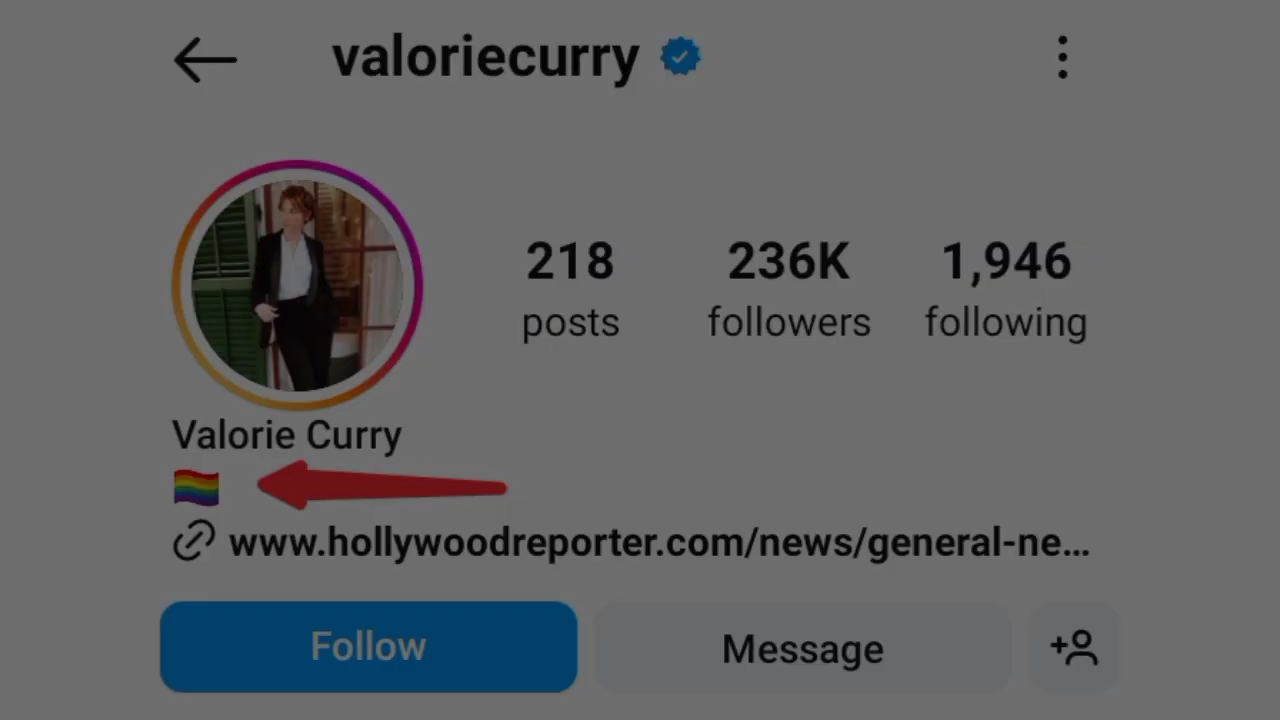 valoriecurry
218 236K 1,946
posts followers following
Valorie Curry
🏳️‍🌈
www.hollywoodreporter.com/news/general-ne...
Follow Message